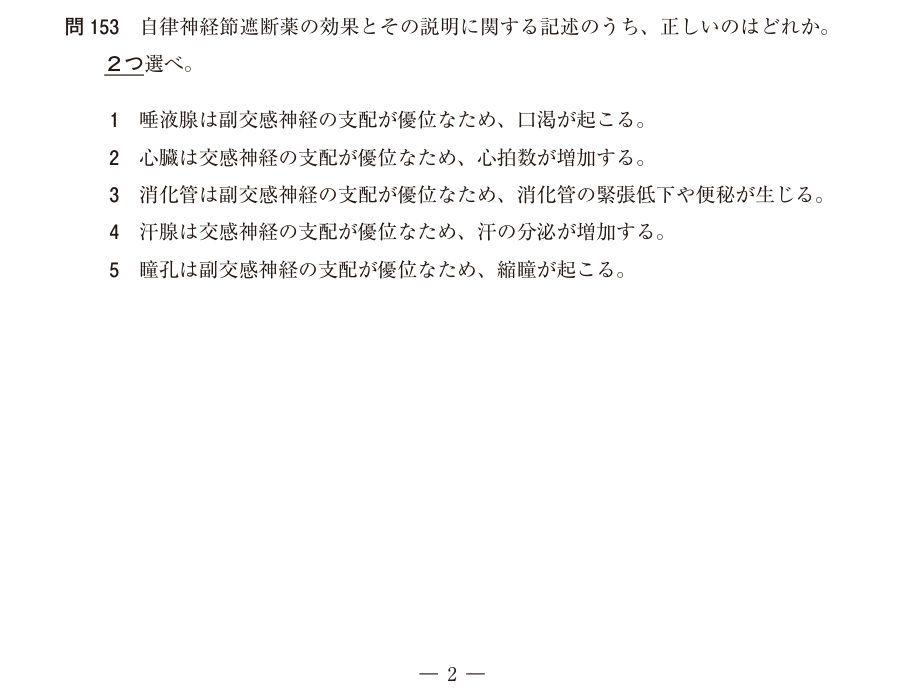 問 153 自律神経節遮断薬の効果とその説明に関する記述のうち、正しいのはどれか。
２つ選べ。
1 唾液腺は副交感神経の支配が優位なため、口渇が起こる。
2 心臓は交感神経の支配が優位なため、心拍数が増加する。
3 消化管は副交感神経の支配が優位なため、消化管の緊張低下や便秘が生じる。
4 汗腺は交感神経の支配が優位なため、汗の分泌が増加する。
5 瞳孔は副交感神経の支配が優位なため、縮瞳が起こる。
— 2 —